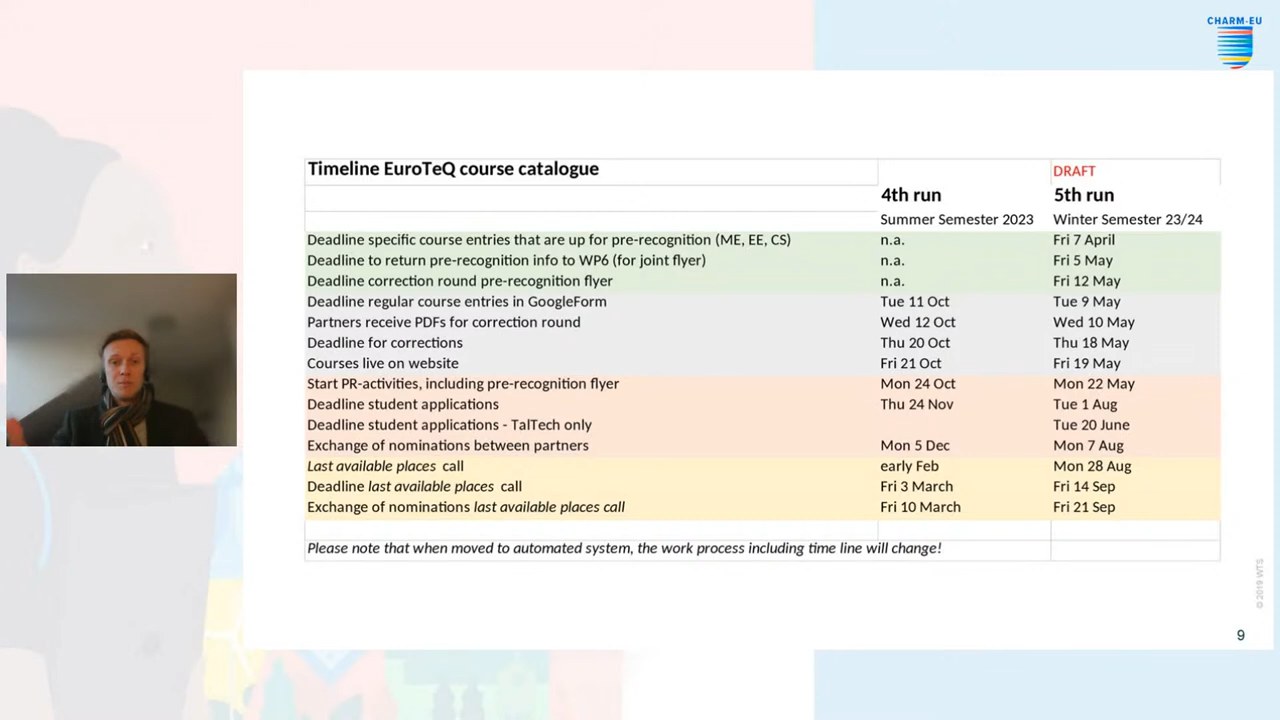 CHARM-EU
Timeline EuroTeQ course catalogue DRAFT
4th run 5th run
Summer Semester 2023 Winter Semester 23/24
Deadline specific course entries that are up for pre-recognition (ME, EE, CS) n.a. Fri 7 April
Deadline to return pre-recognition info to WP6 (for joint flyer) n.a. Fri 5 May
Deadline correction round pre-recognition flyer n.a. Fri 12 May
Deadline regular course entries in GoogleForm Tue 11 Oct Tue 9 May
Partners receive PDFs for correction round Wed 12 Oct Wed 10 May
Deadline for corrections Thu 20 Oct Thu 18 May
Courses live on website Fri 21 Oct Fri 19 May
Start PR-activities, including pre-recognition flyer Mon 24 Oct Mon 22 May
Deadline student applications Thu 24 Nov Tue 1 Aug
Deadline student applications - TalTech only Tue 20 June
Exchange of nominations between partners Mon 5 Dec Mon 7 Aug
Last available places call early Feb Mon 28 Aug
Deadline last available places call Fri 3 March Fri 14 Sep
Exchange of nominations last available places call Fri 10 March Fri 21 Sep
Please note that when moved to automated system, the work process including time line will change!
© 2019 WTS
9